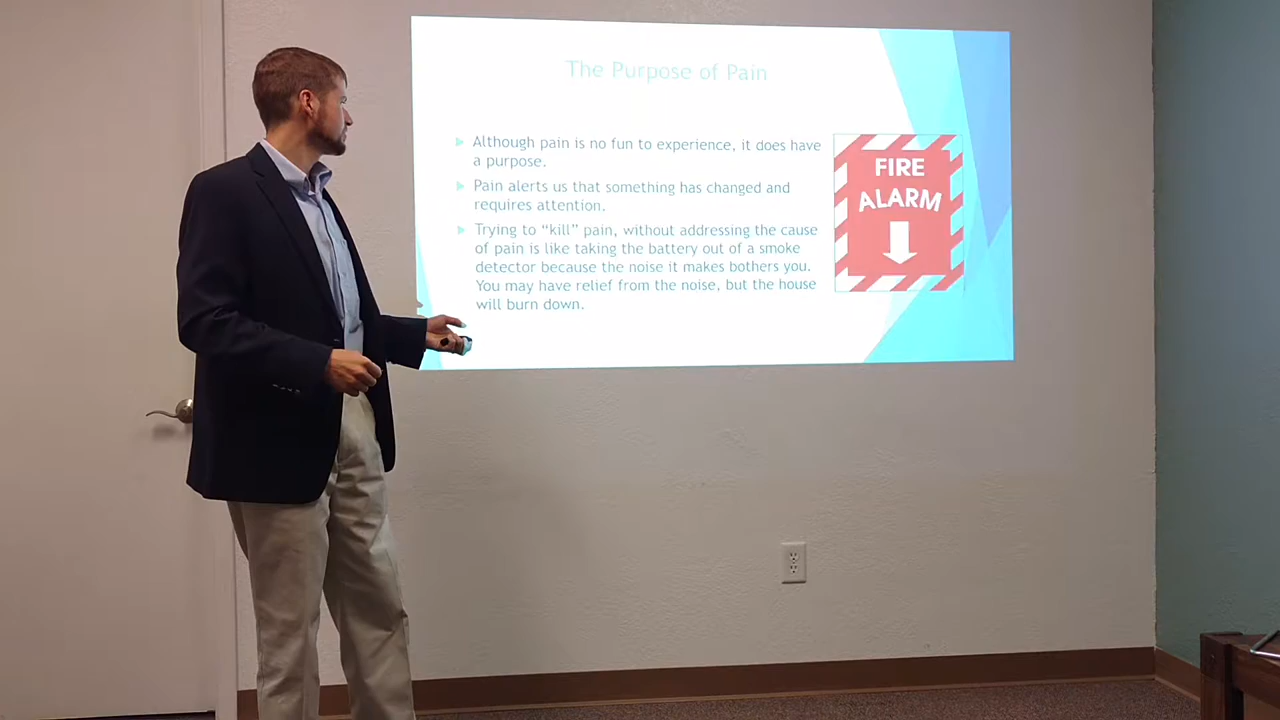 The Purpose of Pain
Although pain is no fun to experience, it does have
a purpose.
Pain alerts us that something has changed and
requires attention.
Trying to “kill” pain, without addressing the cause
of pain is like taking the battery out of a smoke
detector because the noise it makes bothers you.
You may have relief from the noise, but the house
will burn down.
FIRE
ALARM